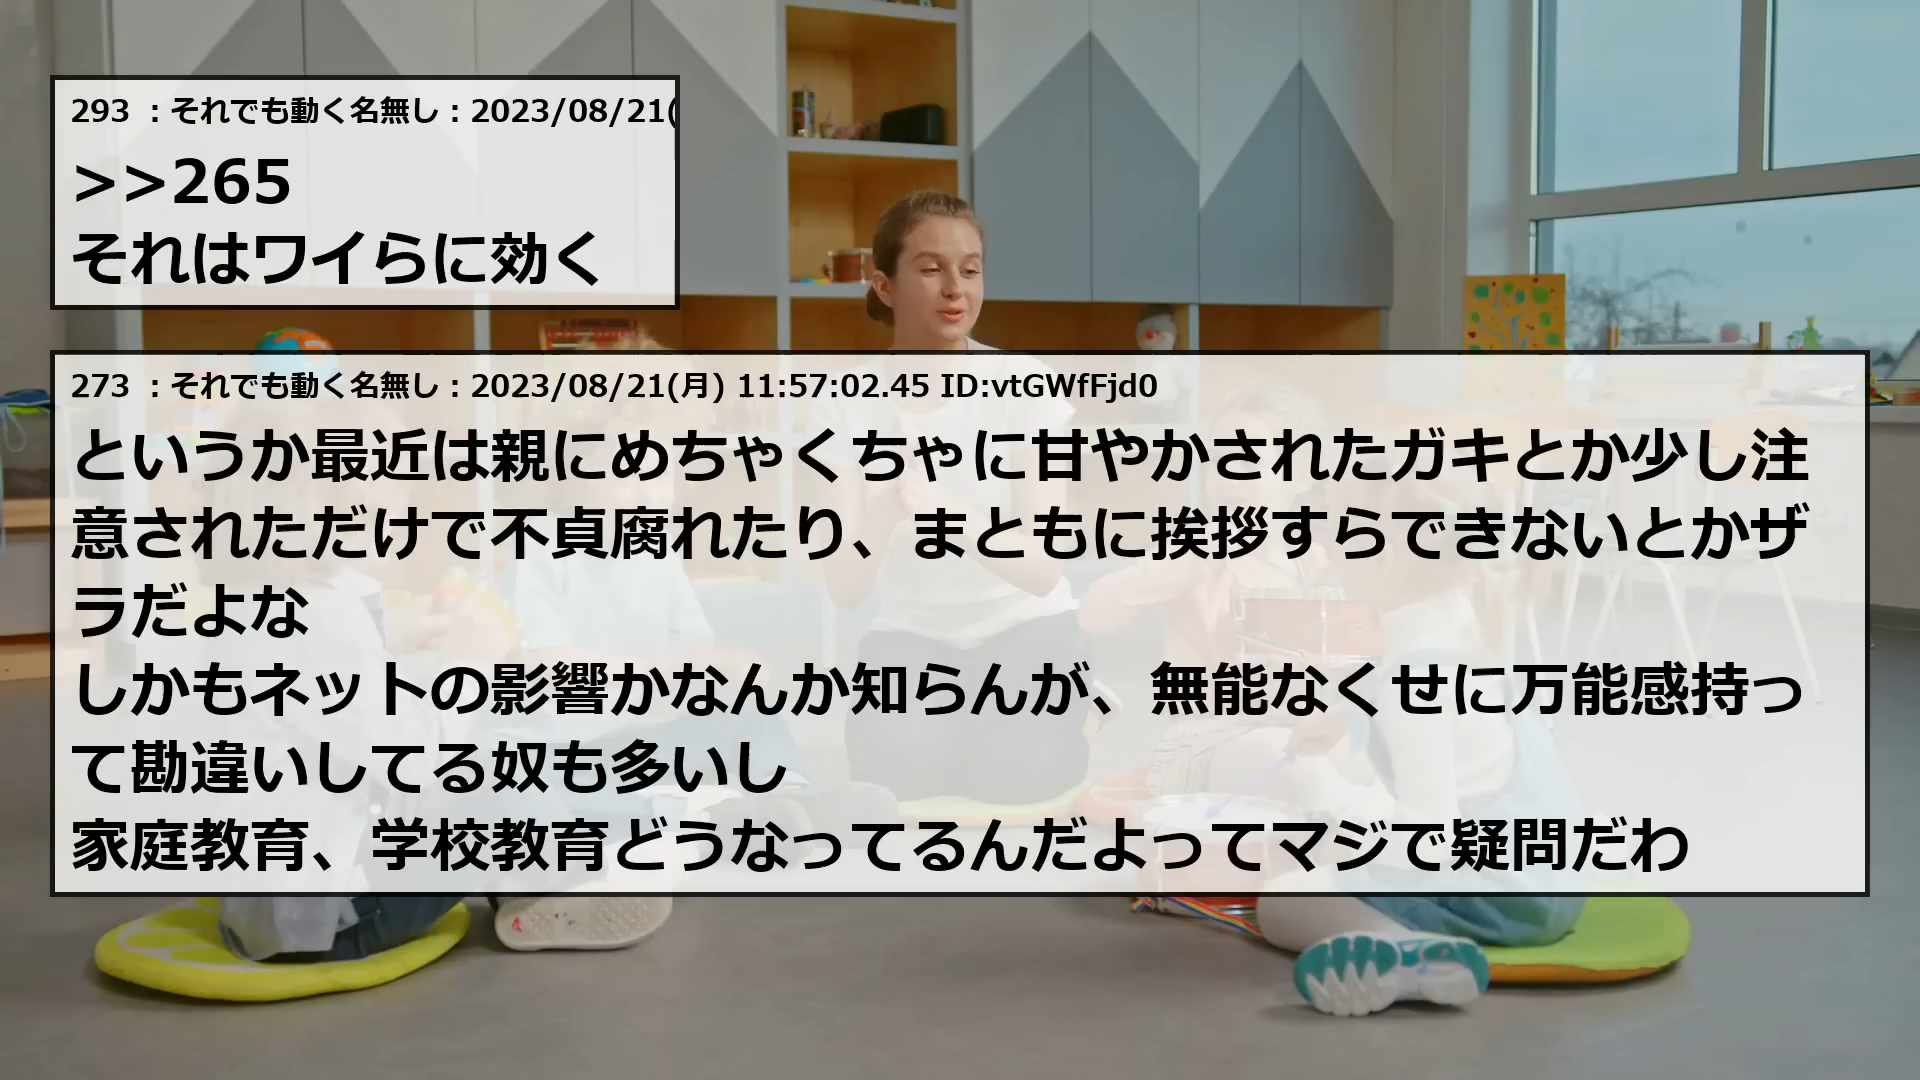 293 ：それでも動く名無し：2023/08/21(
>>265
それはワイらに効く
273 ：それでも動く名無し：2023/08/21(月) 11:57:02.45 ID:vtGWfFjd0
というか最近は親にめちゃくちゃに甘やかされたガキとか少し注
意されただけで不貞腐れたり、まともに挨拶すらできないとかザ
ラだよな
しかもネットの影響かなんか知らんが、無能なくせに万能感持っ
て勘違いしてる奴も多いし
家庭教育、学校教育どうなってるんだよってマジで疑問だわ